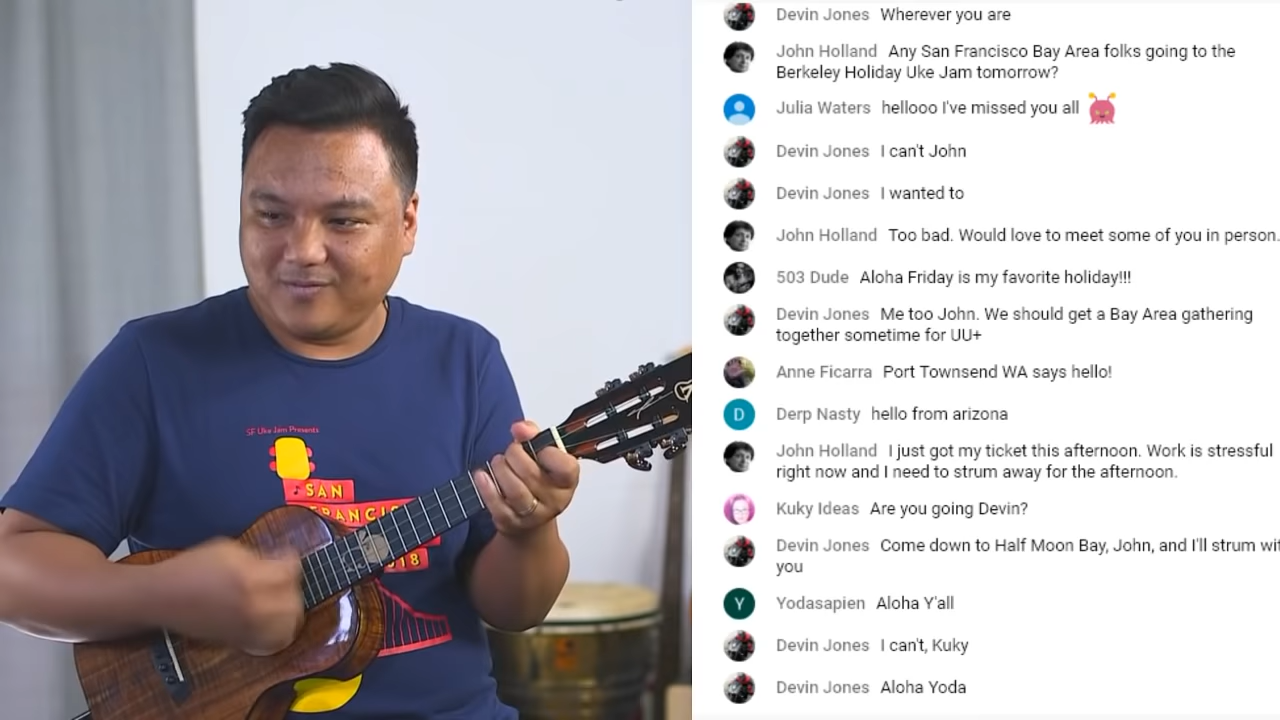 SF Uke Jam Presents
SAN
FRANCISC
018
Devin Jones Wherever you are
John Holland Any San Francisco Bay Area folks going to the
Berkeley Holiday Uke Jam tomorrow?
Julia Waters hellooo I've missed you all
Devin Jones I can't John
Devin Jones I wanted to
John Holland Too bad. Would love to meet some of you in person.
503 Dude Aloha Friday is my favorite holiday!!!
Devin Jones Me too John. We should get a Bay Area gathering
together sometime for UU+
Anne Ficarra Port Townsend WA says hello!
D Derp Nasty hello from arizona
John Holland I just got my ticket this afternoon. Work is stressful
right now and I need to strum away for the afternoon.
Kuky Ideas Are you going Devin?
Devin Jones Come down to Half Moon Bay, John, and I'll strum wit
you
Y Yodasapien Aloha Y'all
Devin Jones I can't, Kuky
Devin Jones Aloha Yoda